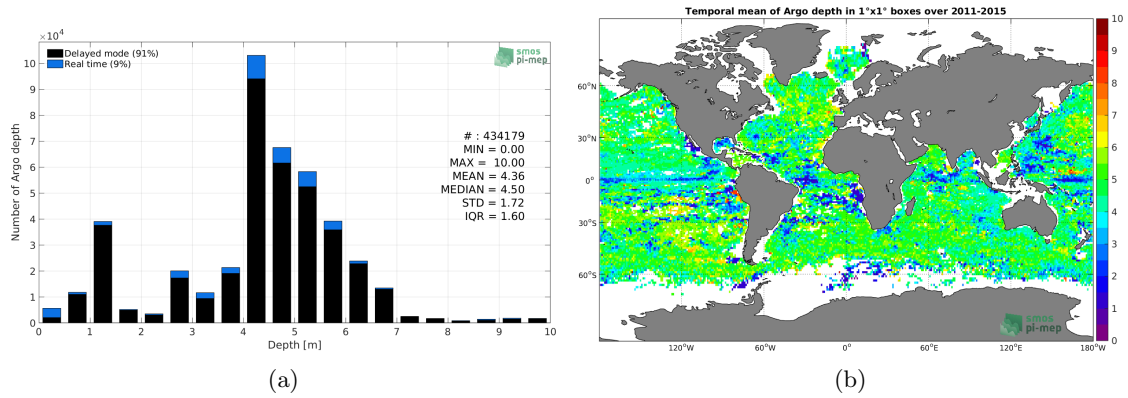 ×10⁴
Delayed mode (91%)
Real time (9%)
smos
pi-mep
10
9
8
7
6
5
4
3
2
1
0
Number of Argo depth
# : 434179
MIN = 0.00
MAX = 10.00
MEAN = 4.36
MEDIAN = 4.50
STD = 1.72
IQR = 1.60
0 1 2 3 4 5 6 7 8 9 10
Depth [m]
(a)
Temporal mean of Argo depth in 1°x1° boxes over 2011-2015
60°N
30°N
0°
30°S
60°S
120°W 60°W 0° 60°E 120°E 180°W
smos
pi-mep
10
9
8
7
6
5
4
3
2
1
0
(b)